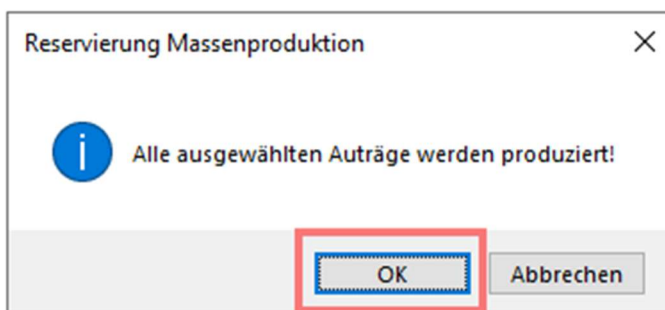 Reservierung Massenproduktion
Alle ausgewählten Auträge werden produziert!
OK
Abbrechen